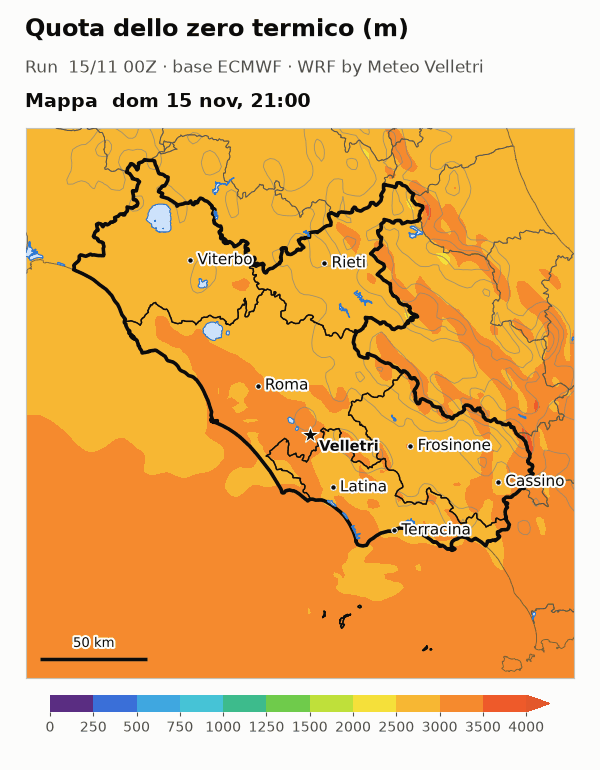 Quota dello zero termico (m)
Run  15/11 00Z · base ECMWF · WRF by Meteo Velletri
Mappa  dom 15 nov, 21:00
Viterbo
Rieti
Roma
Velletri
Frosinone
Cassino
Latina
Terracina
50 km
0 250 500 750 1000 1250 1500 2000 2500 3000 3500 4000